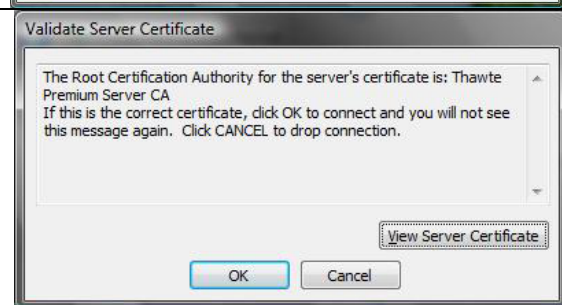 Validate Server Certificate
The Root Certification Authority for the server's certificate is: Thawte
Premium Server CA
If this is the correct certificate, click OK to connect and you will not see
this message again. Click CANCEL to drop connection.
View Server Certificate
OK Cancel